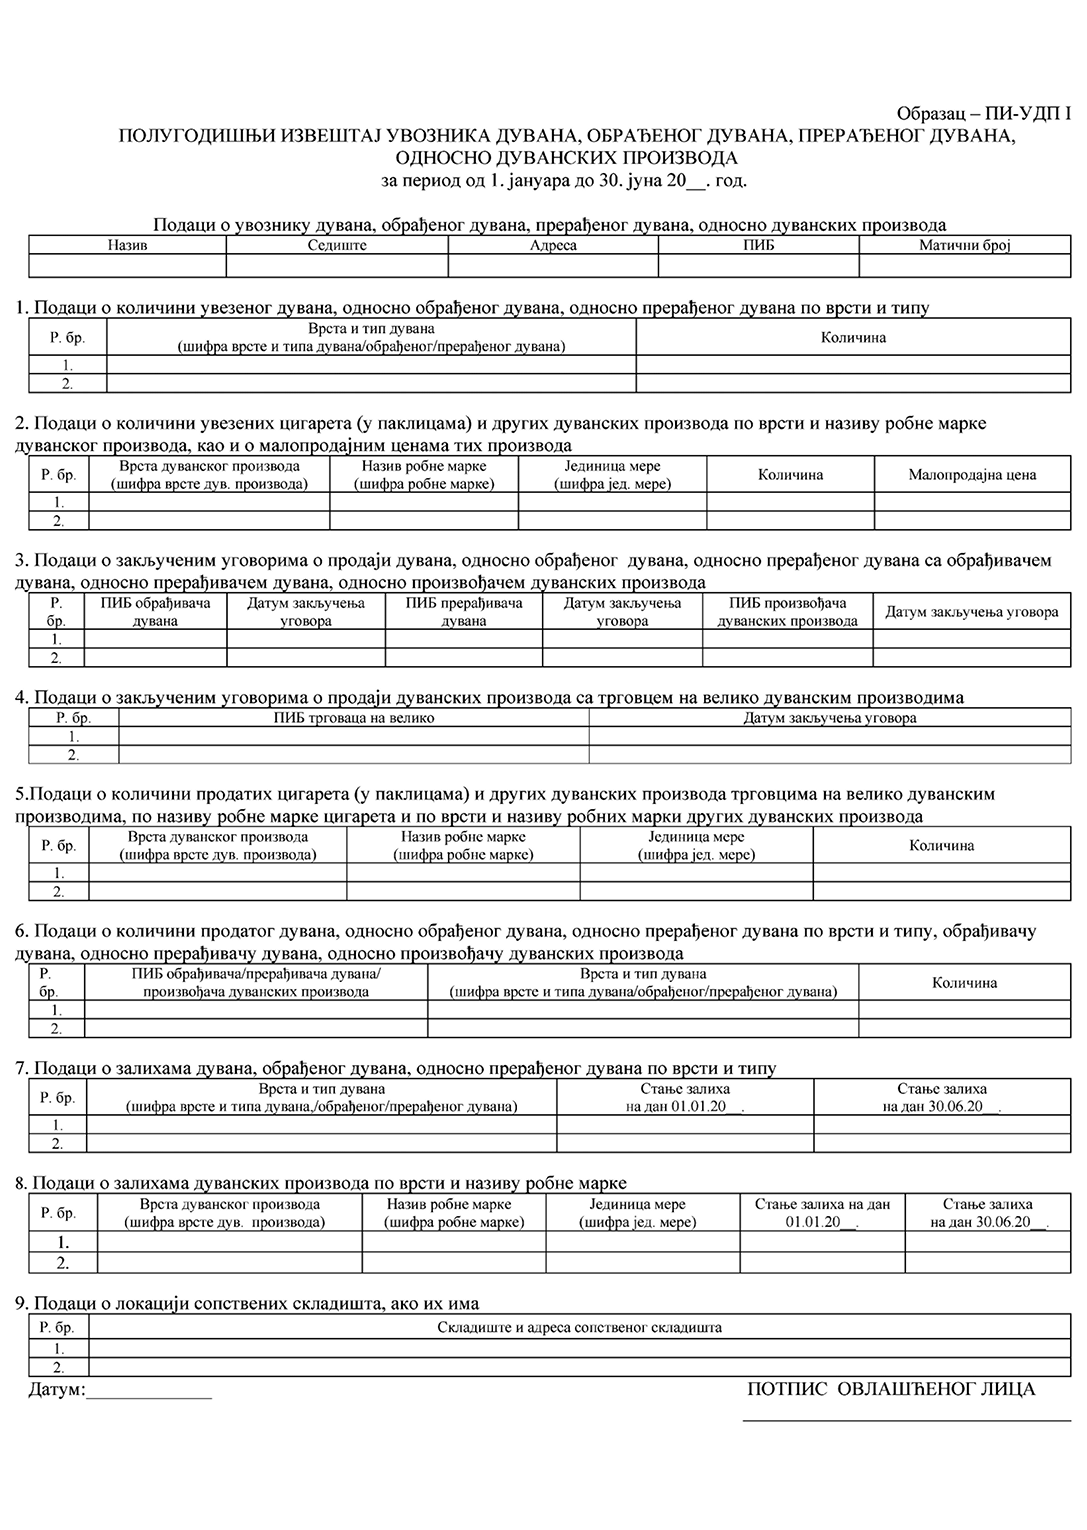 Образац – ПИ-УДП I
ПОЛУГОДИШЊИ ИЗВЕШТАЈ УВОЗНИКА ДУВАНА, ОБРАЂЕНОГ ДУВАНА, ПРЕРАЂЕНОГ ДУВАНА,
ОДНОСНО ДУВАНСКИХ ПРОИЗВОДА
за период од 1. јануара до 30. јуна 20__. год.
Подаци о увознику дувана, обрађеног дувана, прерађеног дувана, односно дуванских производа
Назив Седиште Адреса ПИБ Матични број
1. Подаци о количини увезеног дувана, односно обрађеног дувана, односно прерађеног дувана по врсти и типу
Р. бр. Врста и тип дувана Количина
(шифра врсте и типа дувана/обрађеног/прерађеног дувана)
1.
2.
2. Подаци о количини увезених цигарета (у паклицама) и других дуванских производа по врсти и називу робне марке
дуванског производа, као и о малопродајним ценама тих производа
Р. бр. Врста дуванског производа Назив робне марке Јединица мере Количина Малопродајна цена
(шифра врсте дув. производа) (шифра робне марке) (шифра јед. мере)
1.
2.
3. Подаци о закљученим уговорима о продаји дувана, односно обрађеног дувана, односно прерађеног дувана са обрађивачем
дувана, односно прерађивачем дувана, односно произвођачем дуванских производа
Р. ПИБ обрађивача Датум закључења ПИБ прерађивача Датум закључења ПИБ произвођача Датум закључења уговора
бр. дувана уговора дувана уговора дуванских производа
1.
2.
4. Подаци о закљученим уговорима о продаји дуванских производа са трговцем на велико дуванским производима
Р. бр. ПИБ трговаца на велико Датум закључења уговора
1.
2.
5.Подаци о количини продатих цигарета (у паклицама) и других дуванских производа трговцима на велико дуванским
производима, по називу робне марке цигарета и по врсти и називу робних марки других дуванских производа
Р. бр. Врста дуванског производа Назив робне марке Јединица мере Количина
(шифра врсте дув. производа) (шифра робне марке) (шифра јед. мере)
1.
2.
6. Подаци о количини продатог дувана, односно обрађеног дувана, односно прерађеног дувана по врсти и типу, обрађивачу
дувана, односно прерађивачу дувана, односно произвођачу дуванских производа
Р. ПИБ обрађивача/прерађивача дувана/ Врста и тип дувана Количина
бр. произвођача дуванских производа (шифра врсте и типа дувана/обрађеног/прерађеног дувана)
1.
2.
7. Подаци о залихама дувана, обрађеног дувана, односно прерађеног дувана по врсти и типу
Р. бр. Врста и тип дувана Стање залиха Стање залиха
(шифра врсте и типа дувана,/обрађеног/прерађеног дувана) на дан 01.01.20__. на дан 30.06.20__.
1.
2.
8. Подаци о залихама дуванских производа по врсти и називу робне марке
Р. бр. Врста дуванског производа Назив робне марке Јединица мере Стање залиха на дан Стање залиха
(шифра врсте дув. производа) (шифра робне марке) (шифра јед. мере) 01.01.20__. на дан 30.06.20__.
1.
2.
9. Подаци о локацији сопствених складишта, ако их има
Р. бр. Складиште и адреса сопственог складишта
1.
2.
Датум:______________ ПОТПИС ОВЛАШЋЕНОГ ЛИЦА